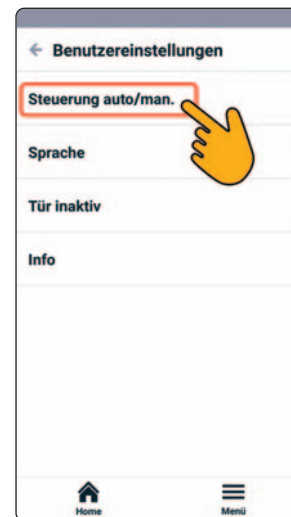 Benutzereinstellungen
Steuerung auto/man.
Sprache
Tür inaktiv
Info
Home
Menü